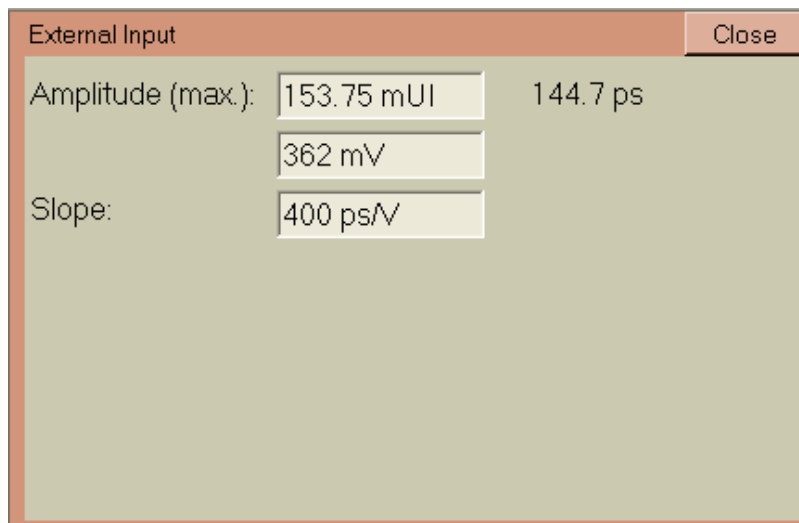 External Input Close
Amplitude (max.): 153.75 mUI 144.7 ps
362 mV
Slope: 400 ps/V